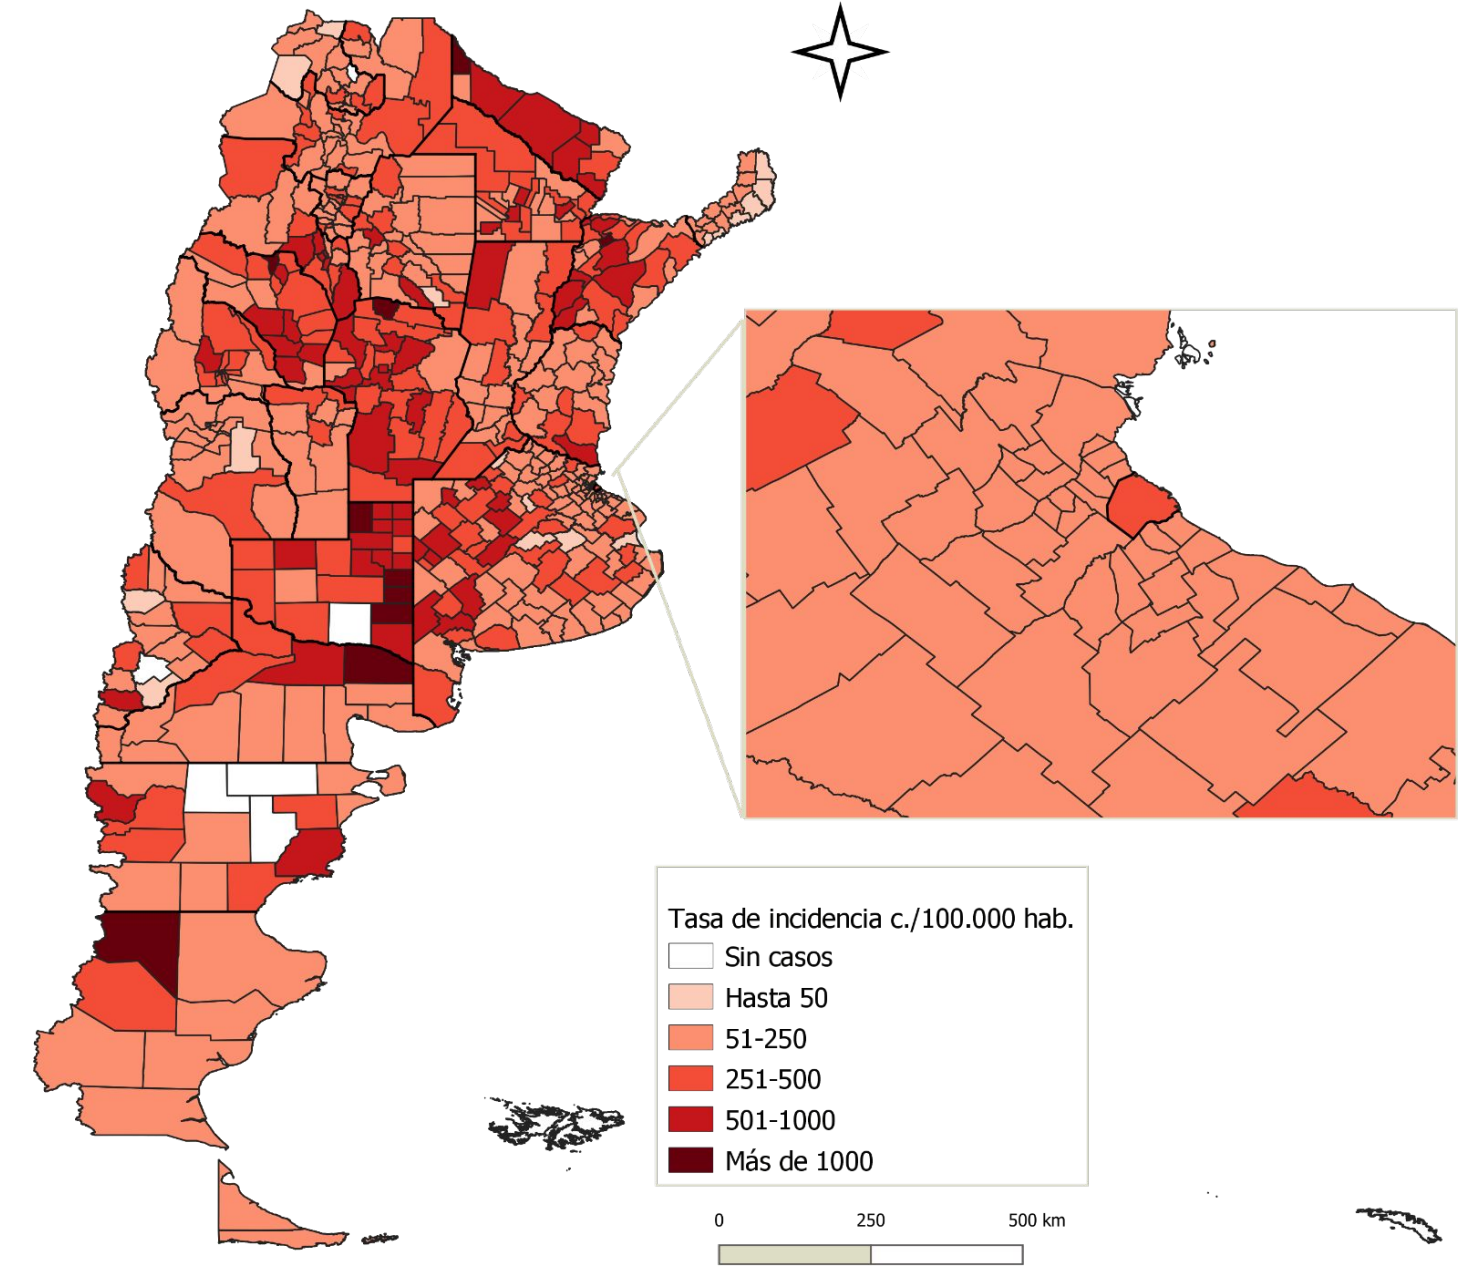 Tasa de incidencia c./100.000 hab.
Sin casos
Hasta 50
51-250
251-500
501-1000
Más de 1000
0 250 500 km